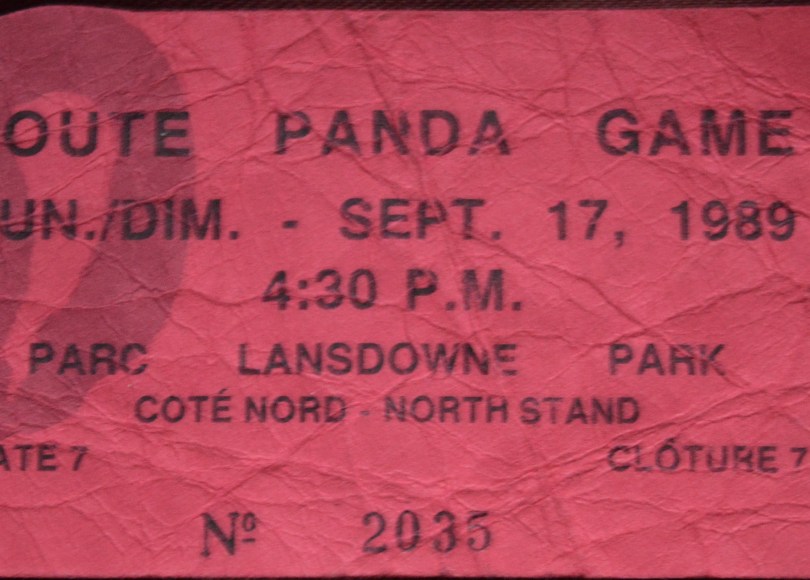 OUTE PANDA GAME
UN./DIM. - SEPT. 17, 1989
4:30 P.M.
PARC LANSDOWNE PARK
COTÉ NORD - NORTH STAND
ATE 7 CLÓTURE 7
Nº 2035